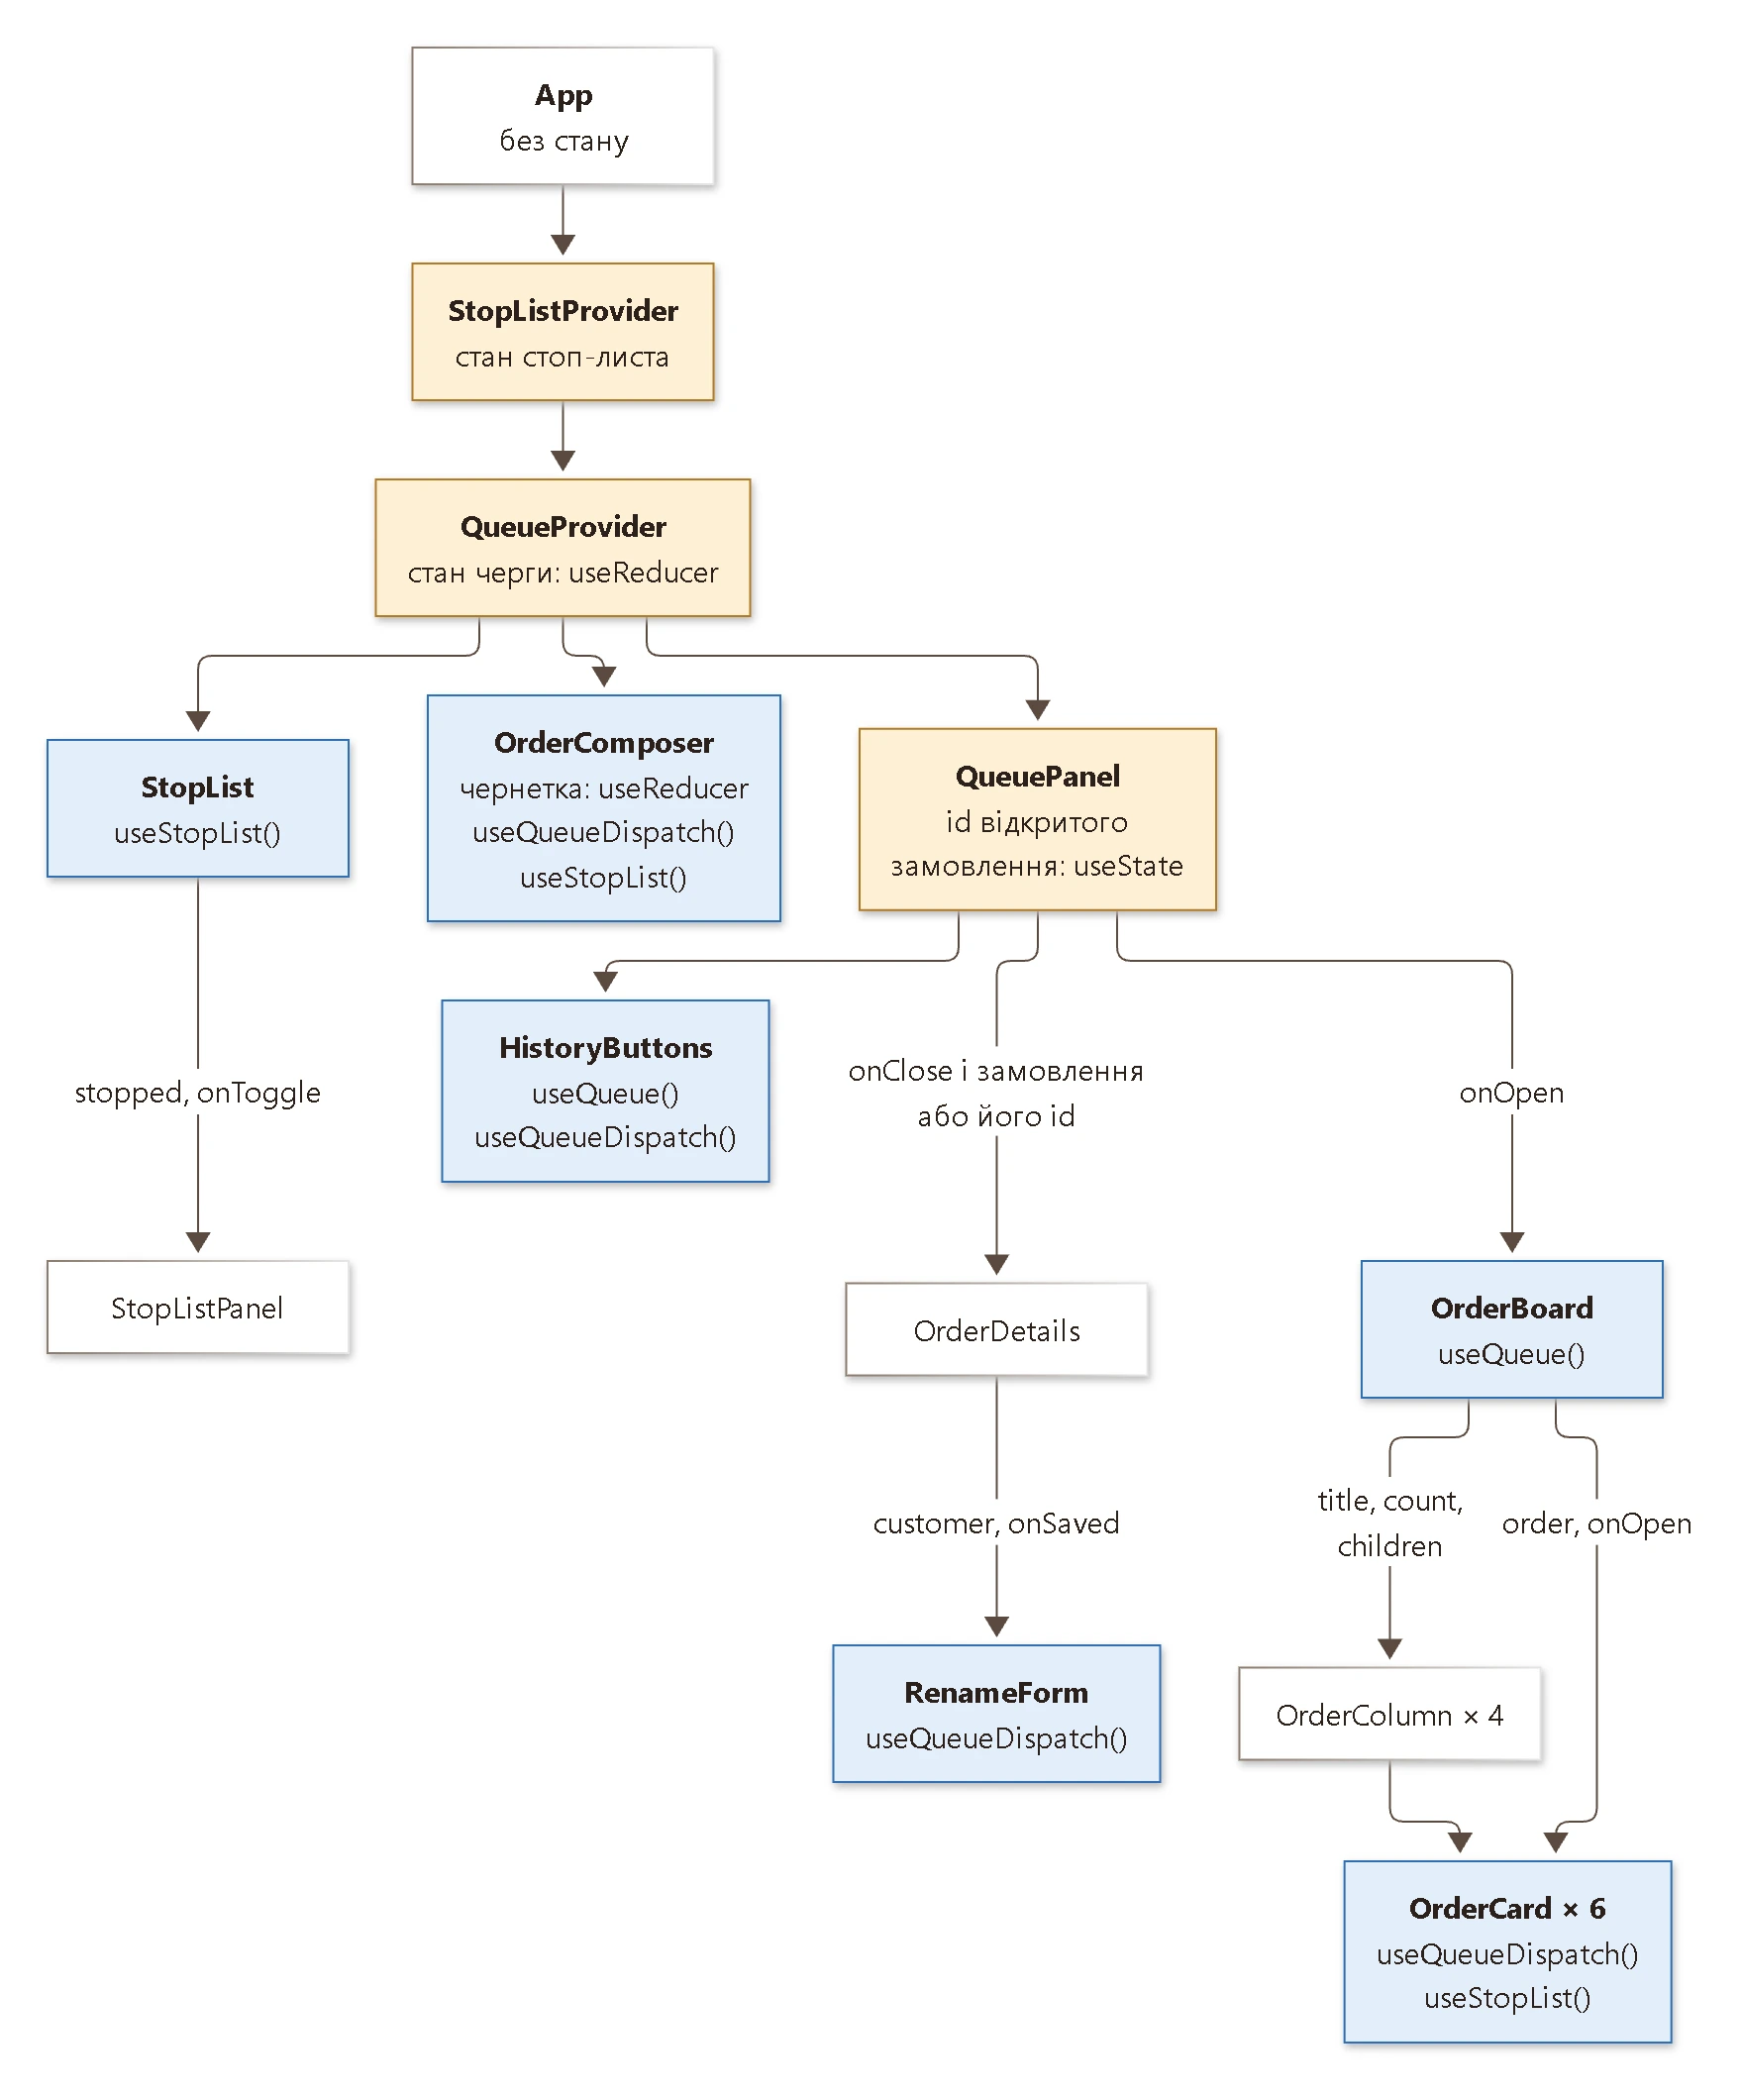 App
без стану
StopListProvider
стан стоп-листа
QueueProvider
стан черги: useReducer
StopList
useStopList()
OrderComposer
чернетка: useReducer
useQueueDispatch()
useStopList()
QueuePanel
id відкритого
замовлення: useState
HistoryButtons
useQueue()
useQueueDispatch()
stopped, onToggle
onClose і замовлення
або його id
onOpen
StopListPanel
OrderDetails
OrderBoard
useQueue()
customer, onSaved
title, count,
children
order, onOpen
RenameForm
useQueueDispatch()
OrderColumn × 4
OrderCard × 6
useQueueDispatch()
useStopList()